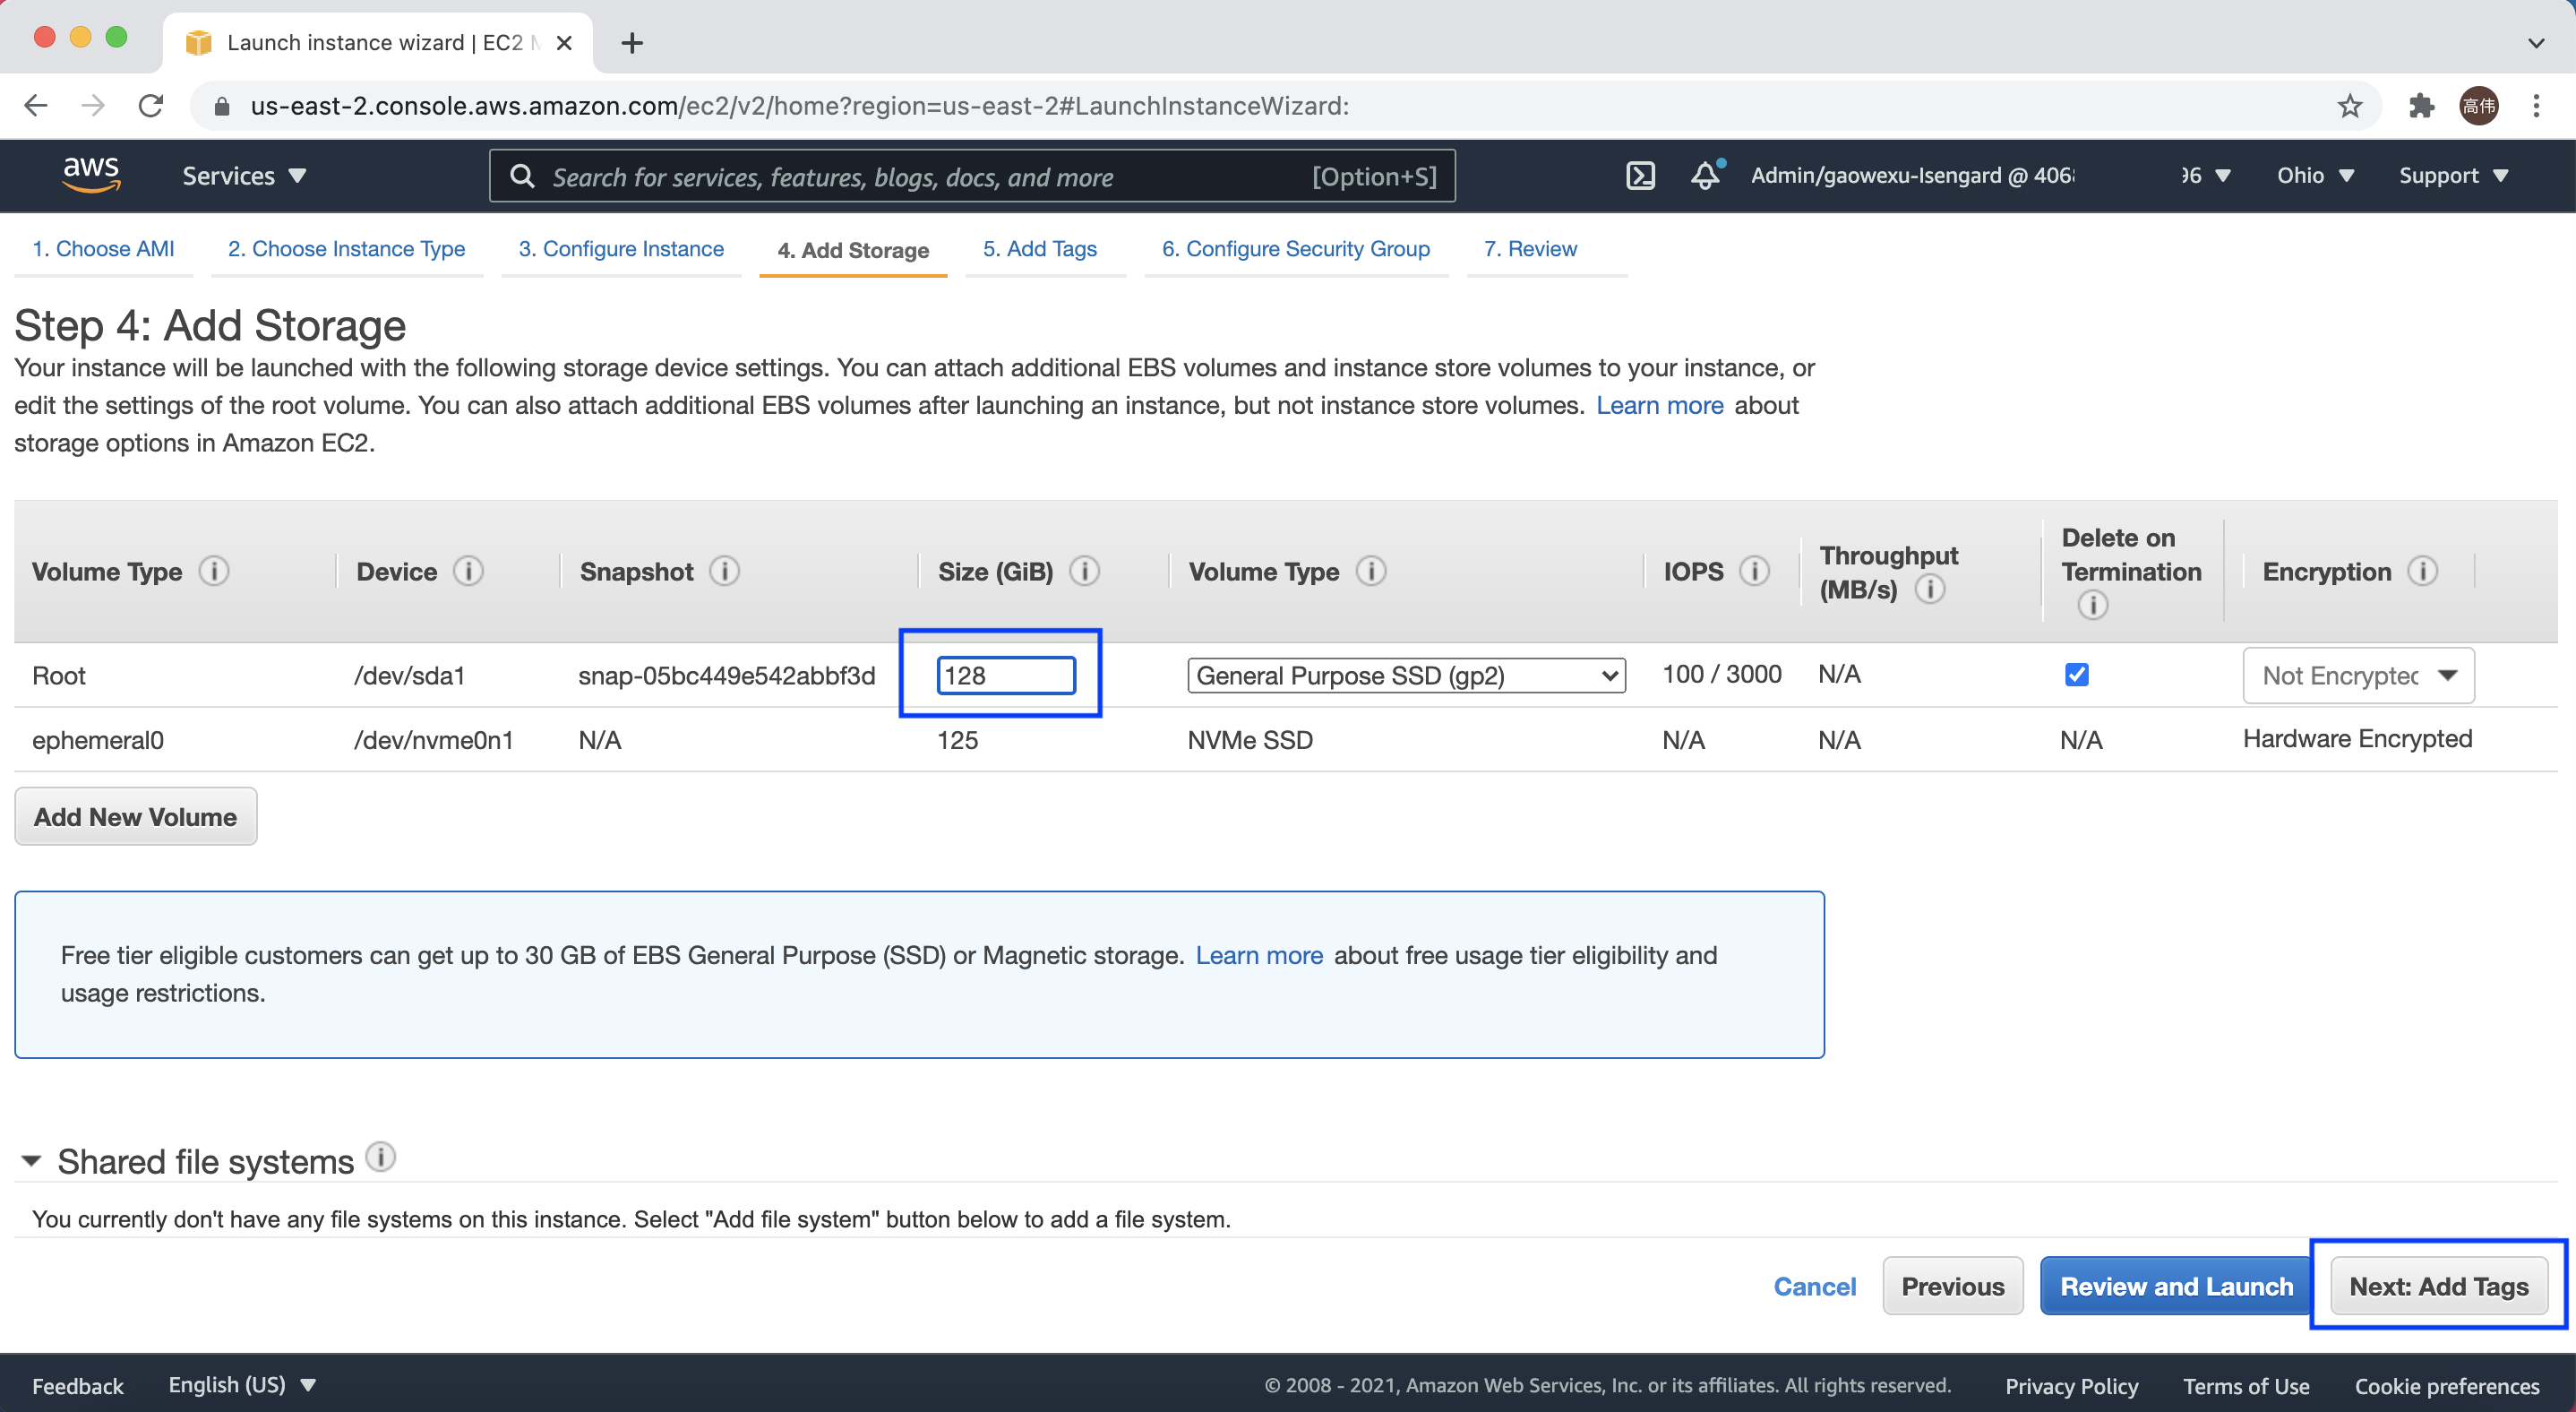 Launch instance wizard | EC2 M
us-east-2.console.aws.amazon.com/ec2/v2/home?region=us-east-2#LaunchInstanceWizard:
高伟
aws
Services
Search for services, features, blogs, docs, and more
[Option+S]
Admin/gaowexu-Isengard @ 406
96
Ohio
Support
1. Choose AMI
2. Choose Instance Type
3. Configure Instance
4. Add Storage
5. Add Tags
6. Configure Security Group
7. Review
Step 4: Add Storage
Your instance will be launched with the following storage device settings. You can attach additional EBS volumes and instance store volumes to your instance, or
edit the settings of the root volume. You can also attach additional EBS volumes after launching an instance, but not instance store volumes. Learn more about
storage options in Amazon EC2.
Volume Type
Device
Snapshot
Size (GiB)
Volume Type
IOPS
Throughput
(MB/s)
Delete on
Termination
Encryption
Root
/dev/sda1
snap-05bc449e542abbf3d
128
General Purpose SSD (gp2)
100 / 3000
N/A
Not Encrypted
ephemeral0
/dev/nvme0n1
N/A
125
NVMe SSD
N/A
N/A
N/A
Hardware Encrypted
Add New Volume
Free tier eligible customers can get up to 30 GB of EBS General Purpose (SSD) or Magnetic storage. Learn more about free usage tier eligibility and
usage restrictions.
Shared file systems
You currently don't have any file systems on this instance. Select "Add file system" button below to add a file system.
Cancel
Previous
Review and Launch
Next: Add Tags
Feedback
English (US)
© 2008 - 2021, Amazon Web Services, Inc. or its affiliates. All rights reserved.
Privacy Policy
Terms of Use
Cookie preferences